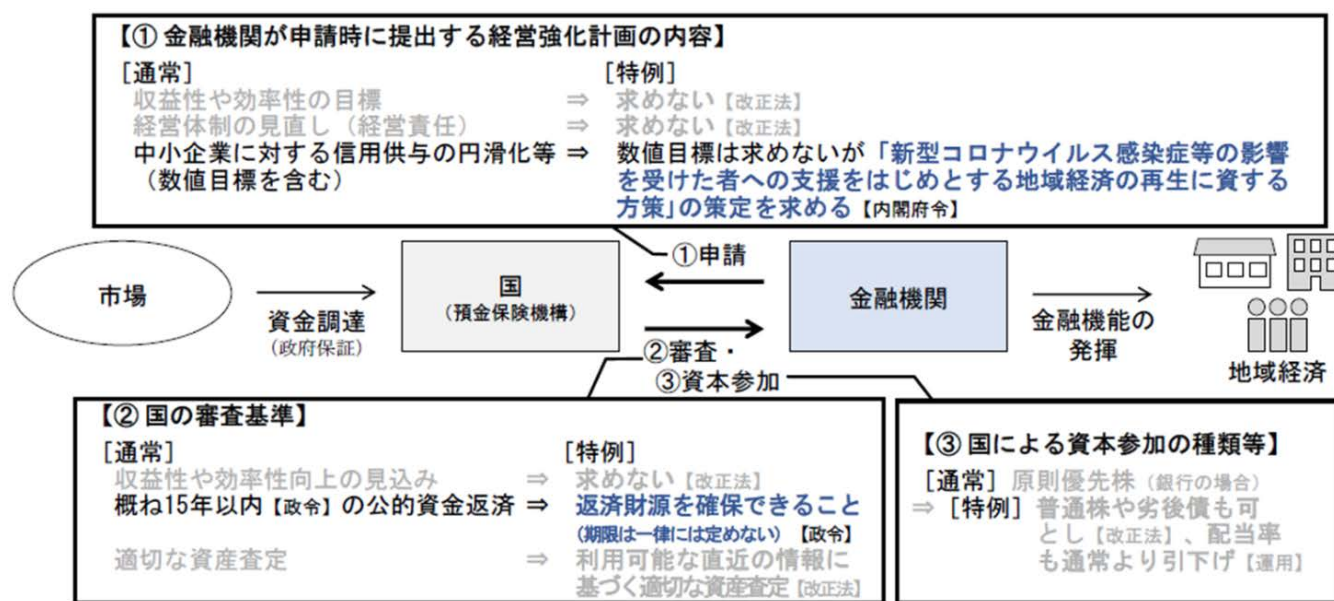 【① 金融機関が申請時に提出する経営強化計画の内容】
［通常］ ［特例］
収益性や効率性の目標 ⇒ 求めない【改正法】
経営体制の見直し（経営責任） ⇒ 求めない【改正法】
中小企業に対する信用供与の円滑化等 ⇒ 数値目標は求めないが「新型コロナウイルス感染症等の影響
（数値目標を含む） を受けた者への支援をはじめとする地域経済の再生に資する
方策」の策定を求める【内閣府令】
①申請
市場
国
（預金保険機構）
金融機関
資金調達
（政府保証）
②審査・
③資本参加
金融機能の
発揮
地域経済
【② 国の審査基準】
［通常］ ［特例］
収益性や効率性向上の見込み ⇒ 求めない【改正法】
概ね15年以内【政令】の公的資金返済 ⇒ 返済財源を確保できること
（期限は一律には定めない）【政令】
適切な資産査定 ⇒ 利用可能な直近の情報に
基づく適切な資産査定【改正法】
【③ 国による資本参加の種類等】
［通常］ 原則優先株（銀行の場合）
⇒ ［特例］ 普通株や劣後債も可
とし【改正法】、配当率
も通常より引下げ【運用】